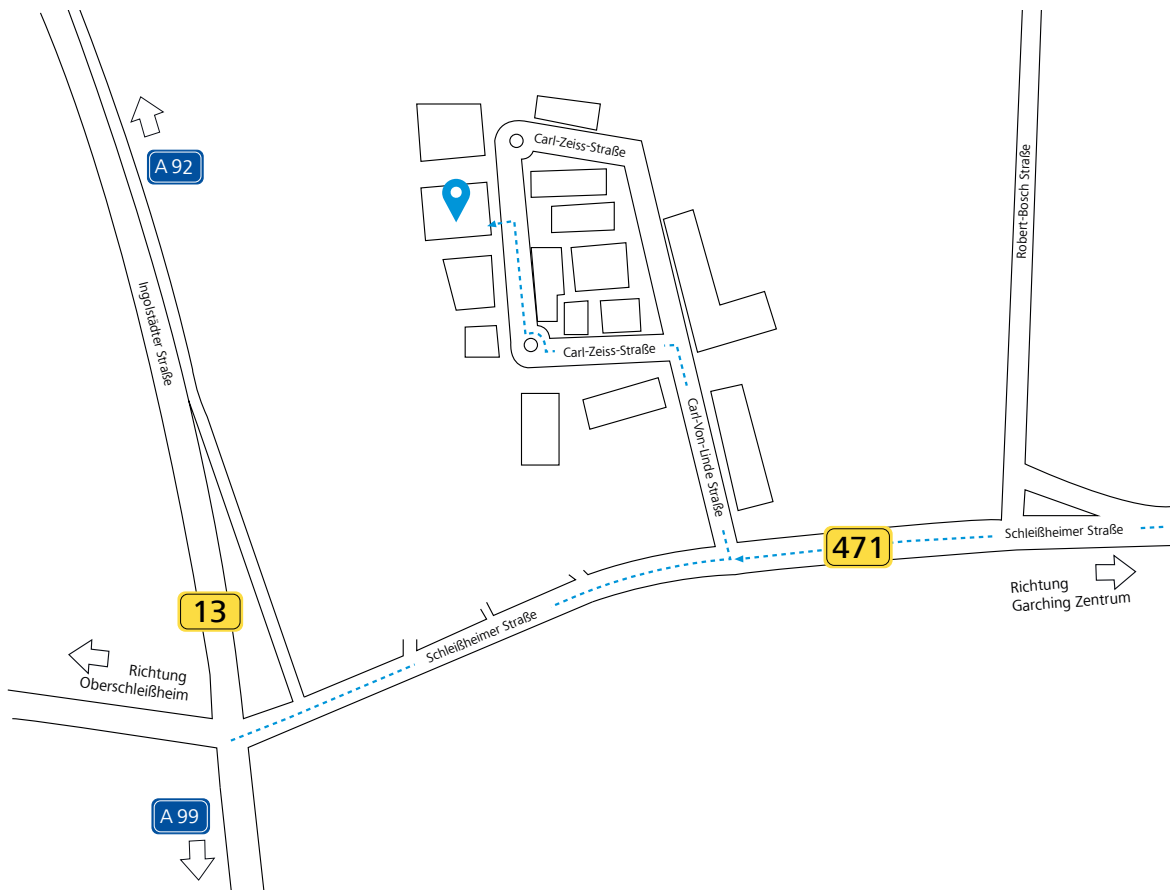 Carl-Zeiss-Straße
A 92
Robert-Bosch Straße
Ingolstädter Straße
Carl-Zeiss-Straße
Carl-Von-Linde Straße
Schleißheimer Straße
471
Richtung
Garching Zentrum
13
Schleißheimer Straße
Richtung
Oberschleißheim
A 99